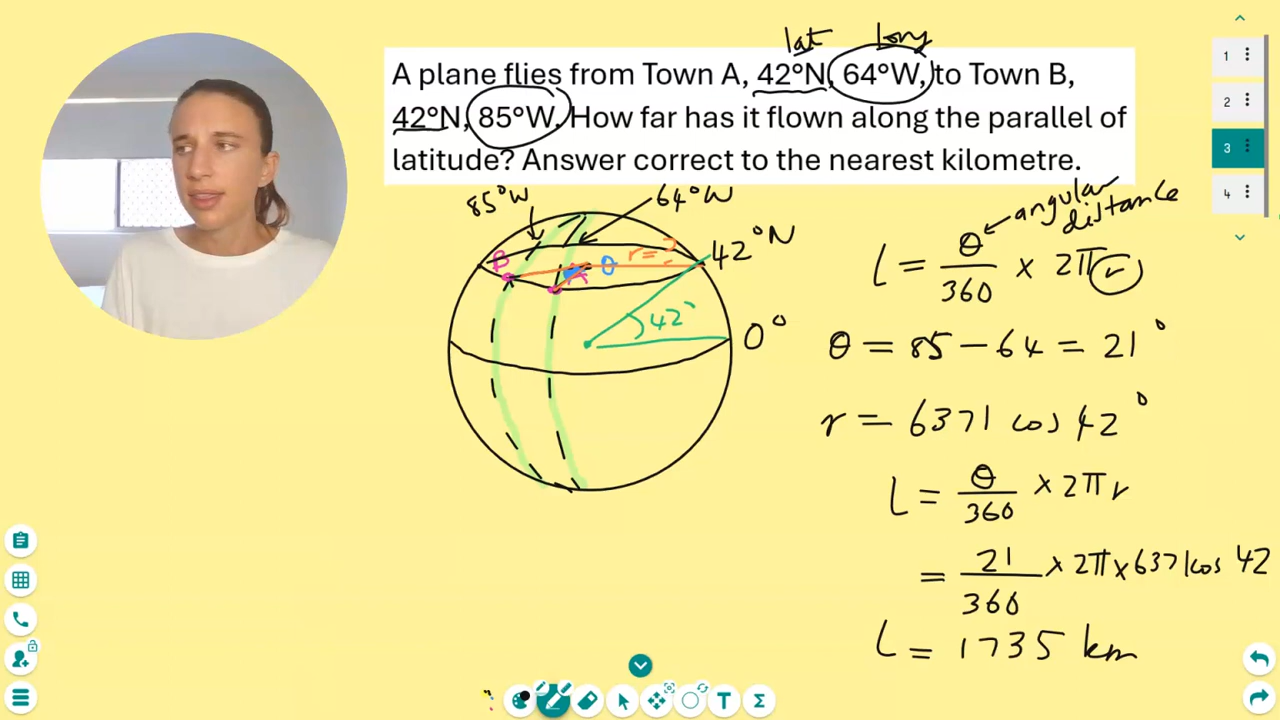 lat long
A plane flies from Town A, 42°N, 64°W, to Town B,
42°N, 85°W. How far has it flown along the parallel of
latitude? Answer correct to the nearest kilometre.
85°W 64°W
angular
distance
42°N
B A θ r=?
42°
0°
l = θ/360 × 2πr
θ = 85 - 64 = 21°
r = 6371 cos 42°
l = θ/360 × 2πr
= 21/360 × 2π × 6371 cos 42
l = 1735 km
1
2
3
4
T Σ